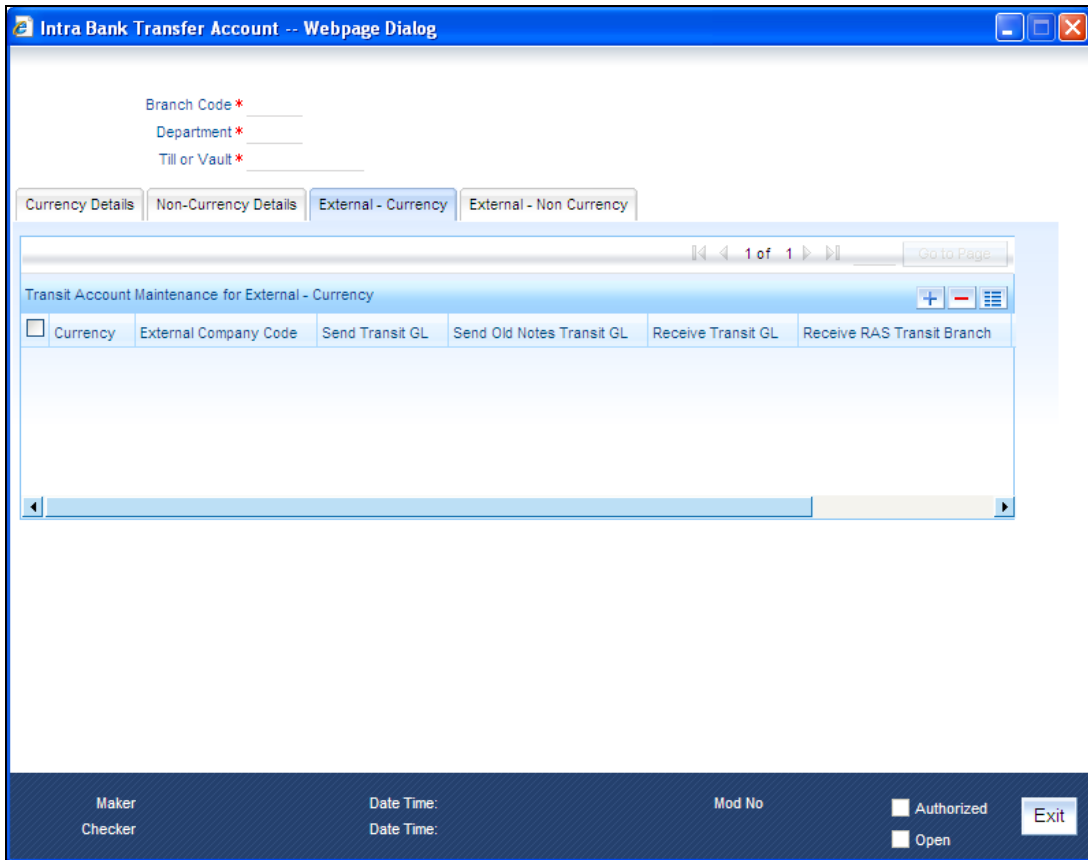 Intra Bank Transfer Account -- Webpage Dialog
Branch Code *
Department *
Till or Vault *
Currency Details Non-Currency Details External - Currency External - Non Currency
1 of 1 Go to Page
Transit Account Maintenance for External - Currency
Currency External Company Code Send Transit GL Send Old Notes Transit GL Receive Transit GL Receive RAS Transit Branch
Maker Date Time: Mod No Authorized Exit
Checker Date Time: Open